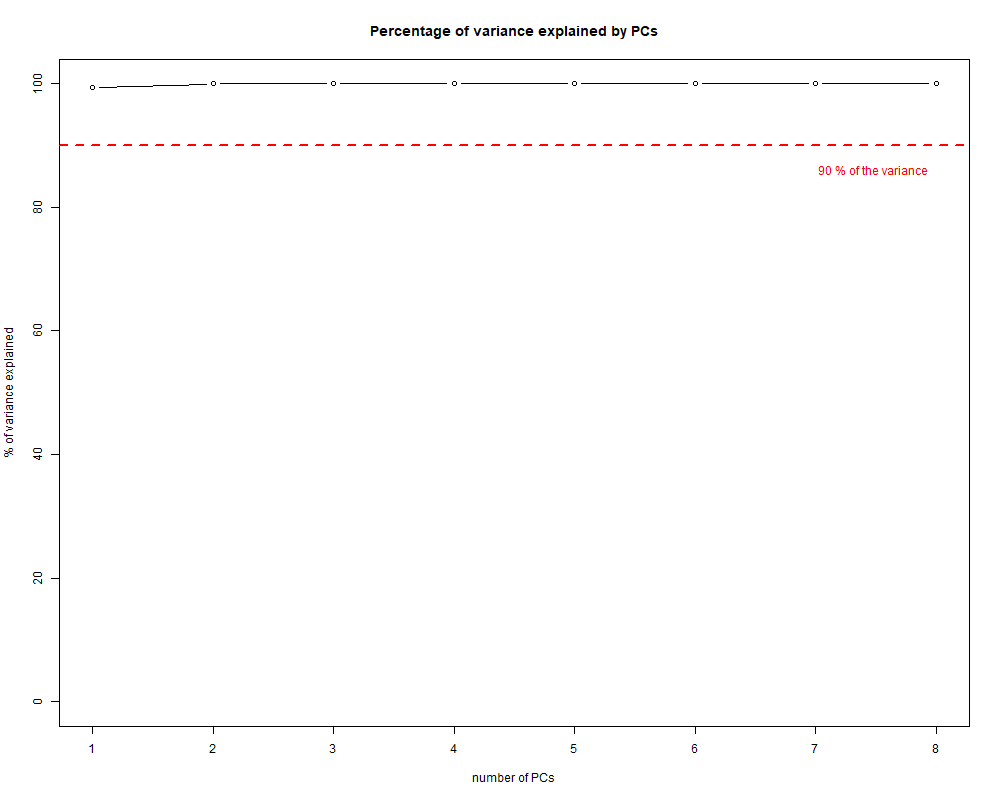 Percentage of variance explained by PCs
% of variance explained
100
80
60
40
20
0
90 % of the variance
1 2 3 4 5 6 7 8
number of PCs